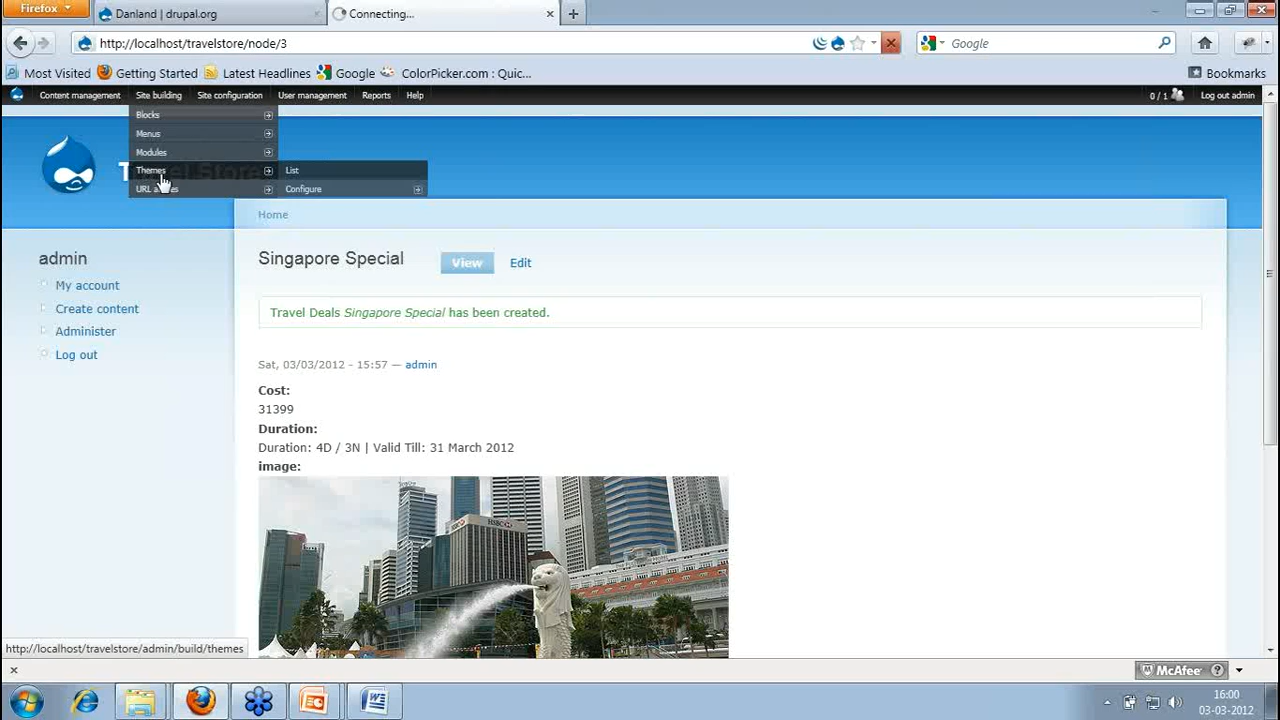 Firefox
Danland | drupal.org
Connecting...
http://localhost/travelstore/node/3
Google
Most Visited
Getting Started
Latest Headlines
Google
ColorPicker.com : Quic...
Bookmarks
Content management
Site building
Site configuration
User management
Reports
Help
0 / 1
Log out admin
Blocks
Menus
Modules
Themes
List
URL
Configure
Travel Store
Home
admin
My account
Create content
Administer
Log out
Singapore Special
View
Edit
Travel Deals Singapore Special has been created.
Sat, 03/03/2012 - 15:57 — admin
Cost:
31399
Duration:
Duration: 4D / 3N | Valid Till: 31 March 2012
image:
HSBC
http://localhost/travelstore/admin/build/themes
McAfee
16:00
03-03-2012